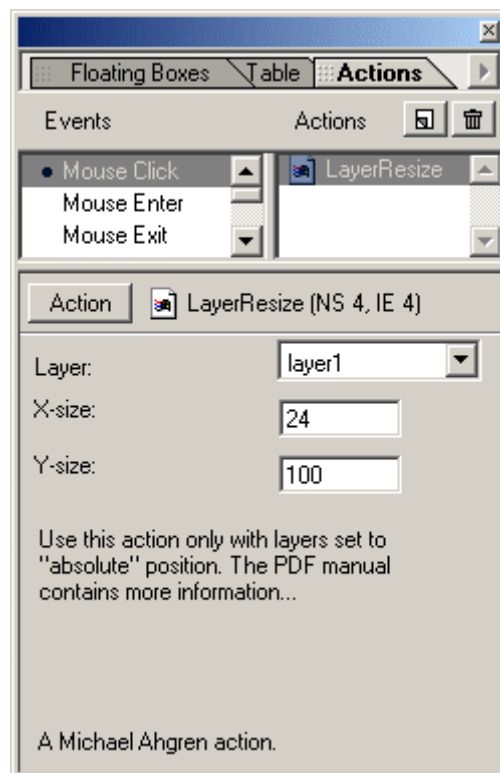 Floating Boxes Table Actions
Events Actions
Mouse Click LayerResize
Mouse Enter
Mouse Exit
Action LayerResize (NS 4, IE 4)
Layer: layer1
X-size: 24
Y-size: 100
Use this action only with layers set to
"absolute" position. The PDF manual
contains more information...
A Michael Ahgren action.